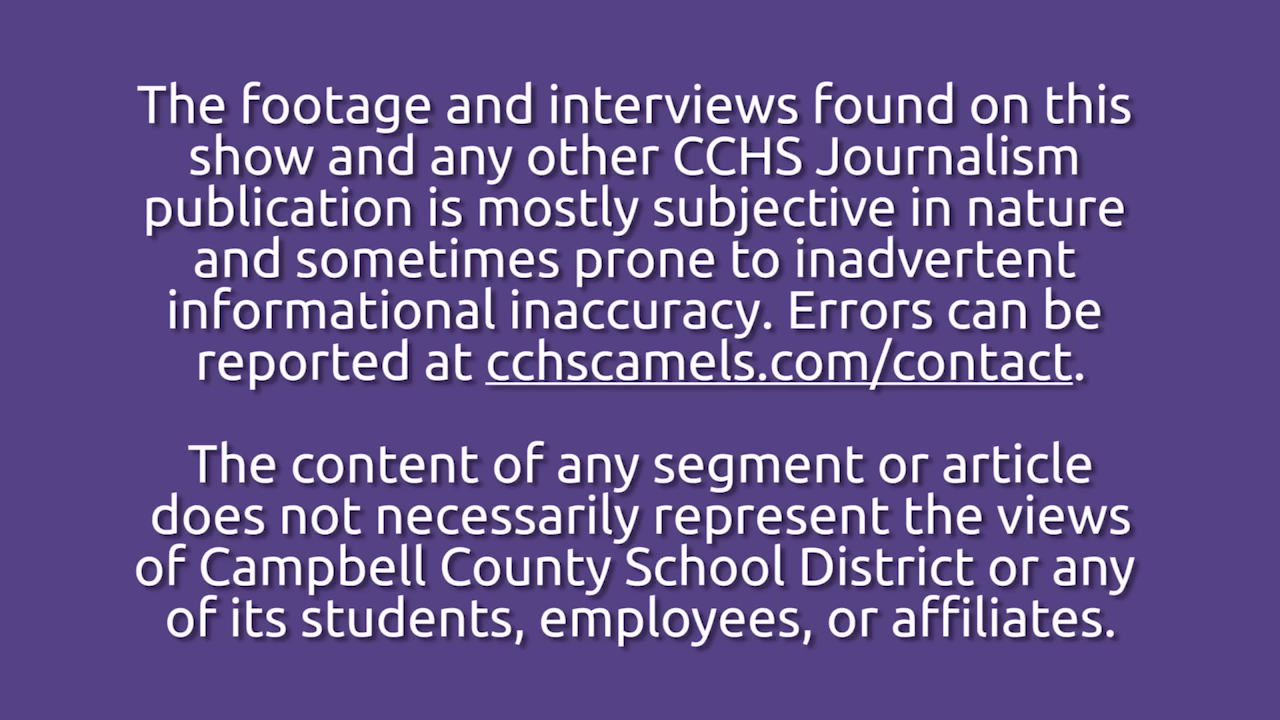 The footage and interviews found on this
show and any other CCHS Journalism
publication is mostly subjective in nature
and sometimes prone to inadvertent
informational inaccuracy. Errors can be
reported at cchscamels.com/contact.
The content of any segment or article
does not necessarily represent the views
of Campbell County School District or any
of its students, employees, or affiliates.